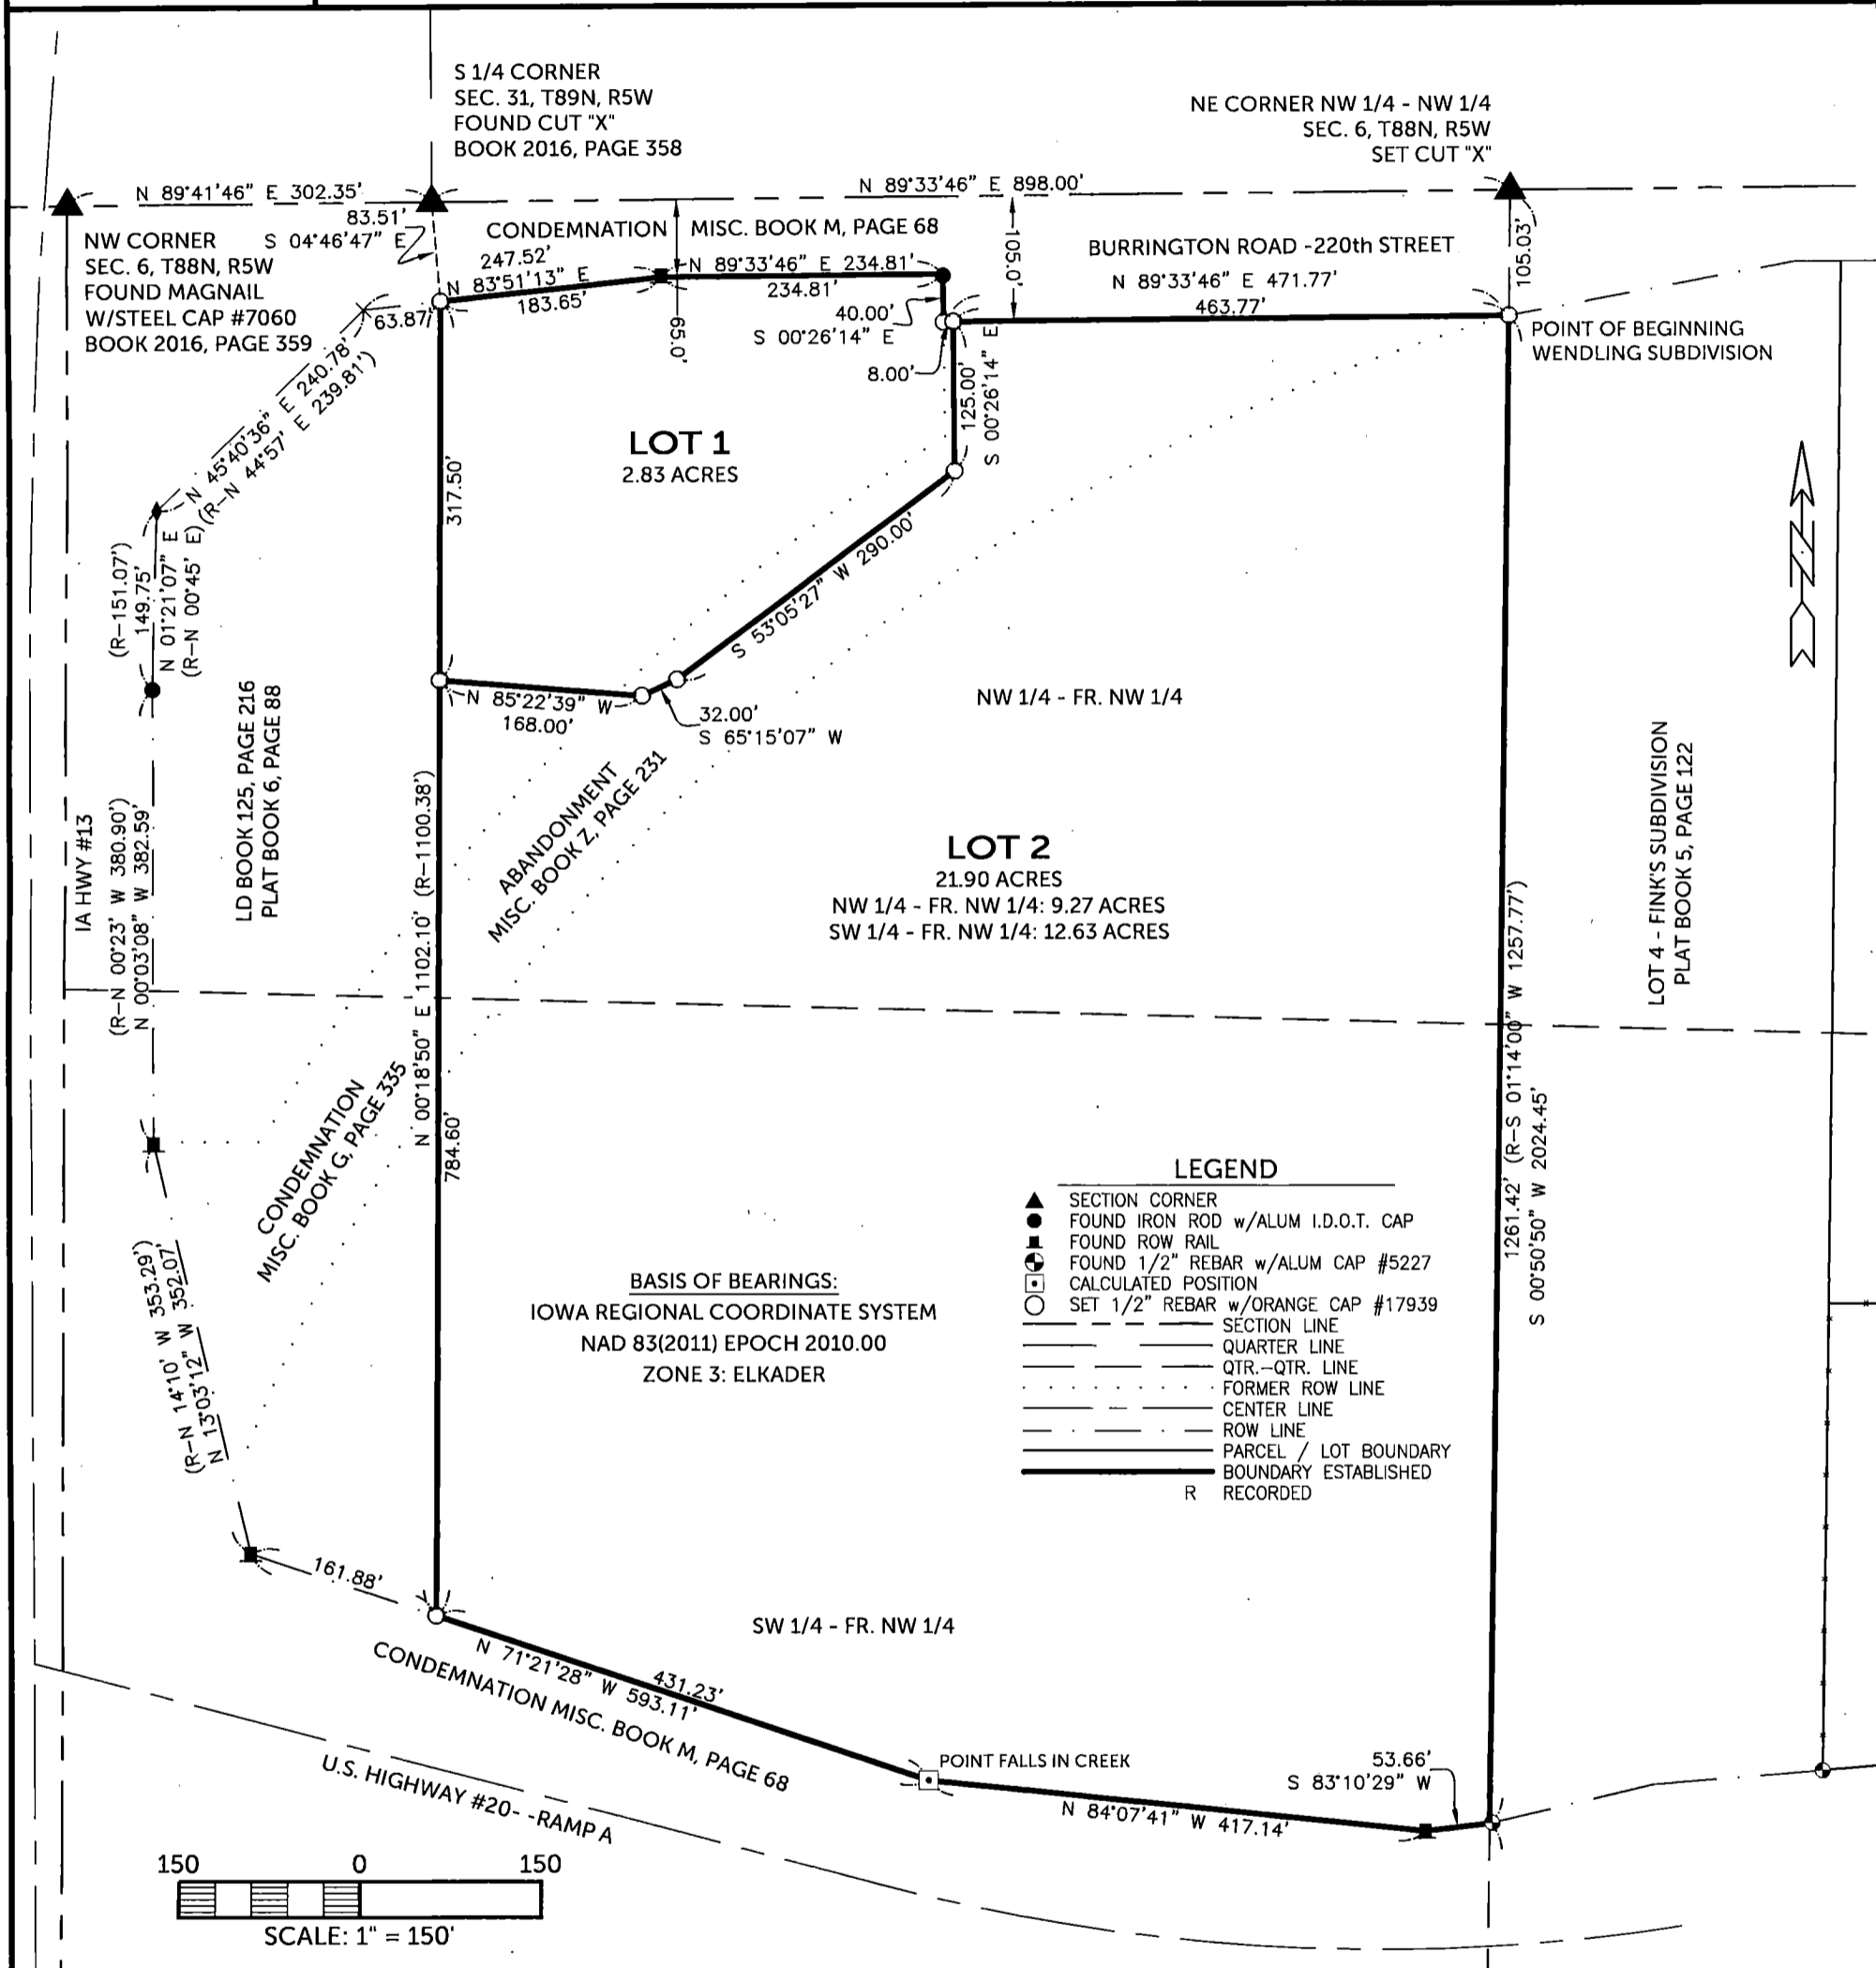 S 1/4 CORNER
SEC. 31, T89N, R5W
FOUND CUT "X"
BOOK 2016, PAGE 358
NE CORNER NW 1/4 - NW 1/4
SEC. 6, T88N, R5W
SET CUT "X"
N 89°41'46" E 302.35'
N 89°33'46" E 898.00'
83.51'
S 04°46'47" E
NW CORNER
SEC. 6, T88N, R5W
FOUND MAGNAIL
W/STEEL CAP #7060
BOOK 2016, PAGE 359
CONDEMNATION MISC. BOOK M, PAGE 68
BURRINGTON ROAD -220th STREET
105.03'
247.52'
N 83°51'13" E
183.65'
63.87'
N 89°33'46" E 234.81'
234.81'
65.0'
105.0'
N 89°33'46" E 471.77'
463.77'
40.00'
S 00°26'14" E
8.00'
125.00'
S 00°26'14" E
POINT OF BEGINNING
WENDLING SUBDIVISION
N 45°40'36" E 240.78'
(R-N 44°57' E 239.81')
LOT 1
2.83 ACRES
317.50'
(R-151.07')
149.75'
N 01°21'07" E
(R-N 00°45' E)
S 53°05'27" W 290.00'
N 85°22'39" W
168.00'
32.00'
S 65°15'07" W
NW 1/4 - FR. NW 1/4
LD BOOK 125, PAGE 216
PLAT BOOK 6, PAGE 88
IA HWY #13
(R-N 00°23' W 380.90')
N 00°03'08" W 382.59'
ABANDONMENT
MISC. BOOK Z, PAGE 231
N 00°18'50" E 1102.10' (R-1100.38')
784.60'
LOT 2
21.90 ACRES
NW 1/4 - FR. NW 1/4: 9.27 ACRES
SW 1/4 - FR. NW 1/4: 12.63 ACRES
LOT 4 - FINK'S SUBDIVISION
PLAT BOOK 5, PAGE 122
1261.42' (R-S 01°14'00" W 1257.77')
S 00°50'50" W 2024.45'
CONDEMNATION
MISC. BOOK G, PAGE 335
(R-N 14°10' W 353.29')
N 13°03'12" W 352.07'
BASIS OF BEARINGS:
IOWA REGIONAL COORDINATE SYSTEM
NAD 83(2011) EPOCH 2010.00
ZONE 3: ELKADER
LEGEND
SECTION CORNER
FOUND IRON ROD w/ALUM I.D.O.T. CAP
FOUND ROW RAIL
FOUND 1/2" REBAR w/ALUM CAP #5227
CALCULATED POSITION
SET 1/2" REBAR w/ORANGE CAP #17939
SECTION LINE
QUARTER LINE
QTR.-QTR. LINE
FORMER ROW LINE
CENTER LINE
ROW LINE
PARCEL / LOT BOUNDARY
BOUNDARY ESTABLISHED
R RECORDED
161.88'
SW 1/4 - FR. NW 1/4
431.23'
N 71°21'28" W 593.11'
CONDEMNATION MISC. BOOK M, PAGE 68
U.S. HIGHWAY #20- -RAMP A
POINT FALLS IN CREEK
53.66'
S 83°10'29" W
N 84°07'41" W 417.14'
N
150 0 150
SCALE: 1" = 150'